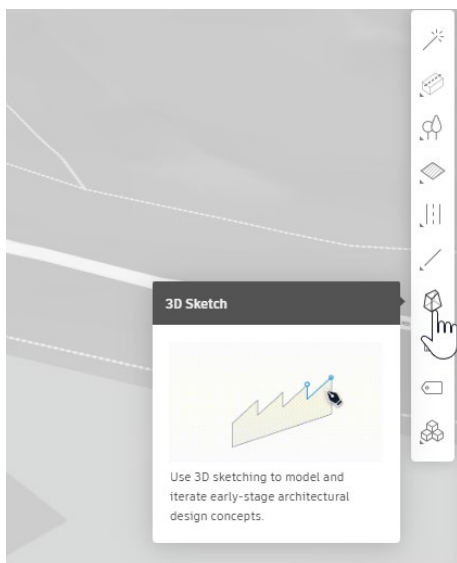 3D Sketch
Use 3D sketching to model and
iterate early-stage architectural
design concepts.